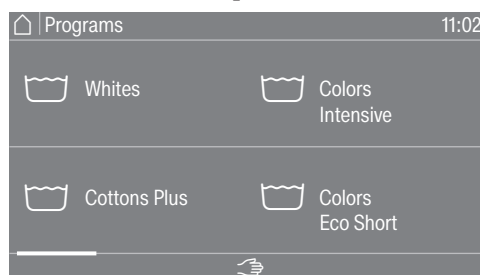 Programs 11:02
Whites
Colors
Intensive
Cottons Plus
Colors
Eco Short